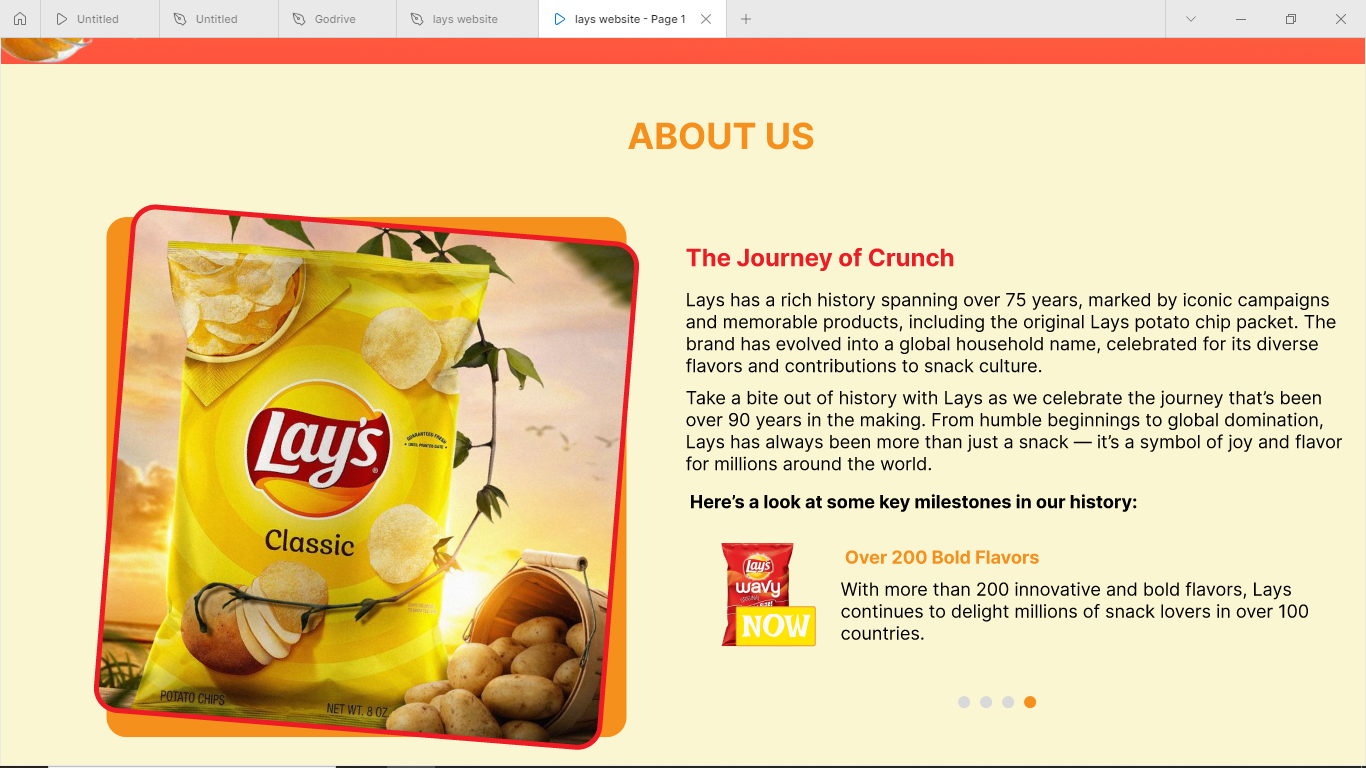 Untitled
Untitled
Godrive
lays website
lays website - Page 1
ABOUT US
Lay's
GUARANTEED FRESH
Classic
POTATO CHIPS
NET WT. 8 OZ
The Journey of Crunch
Lays has a rich history spanning over 75 years, marked by iconic campaigns
and memorable products, including the original Lays potato chip packet. The
brand has evolved into a global household name, celebrated for its diverse
flavors and contributions to snack culture.
Take a bite out of history with Lays as we celebrate the journey that’s been
over 90 years in the making. From humble beginnings to global domination,
Lays has always been more than just a snack — it’s a symbol of joy and flavor
for millions around the world.
Here’s a look at some key milestones in our history:
Lay's
wavy
ORIGINAL
NOW
Over 200 Bold Flavors
With more than 200 innovative and bold flavors, Lays
continues to delight millions of snack lovers in over 100
countries.